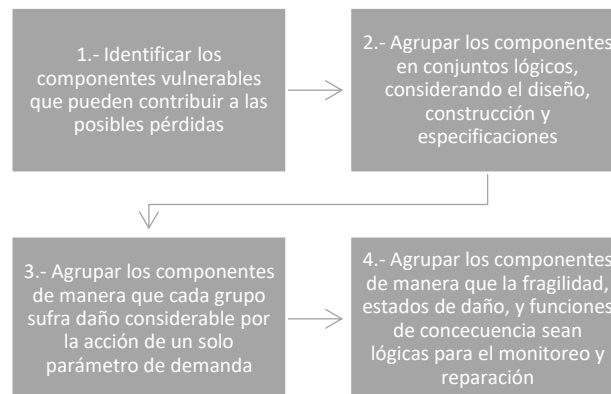 1.- Identificar los
componentes vulnerables
que pueden contribuir a las
posibles pérdidas
2.- Agrupar los componentes
en conjuntos lógicos,
considerando el diseño,
construcción y
especificaciones
3.- Agrupar los componentes
de manera que cada grupo
sufra daño considerable por
la acción de un solo
parámetro de demanda
4.- Agrupar los componentes
de manera que la fragilidad,
estados de daño, y funciones
de concecuencia sean
lógicas para el monitoreo y
reparación